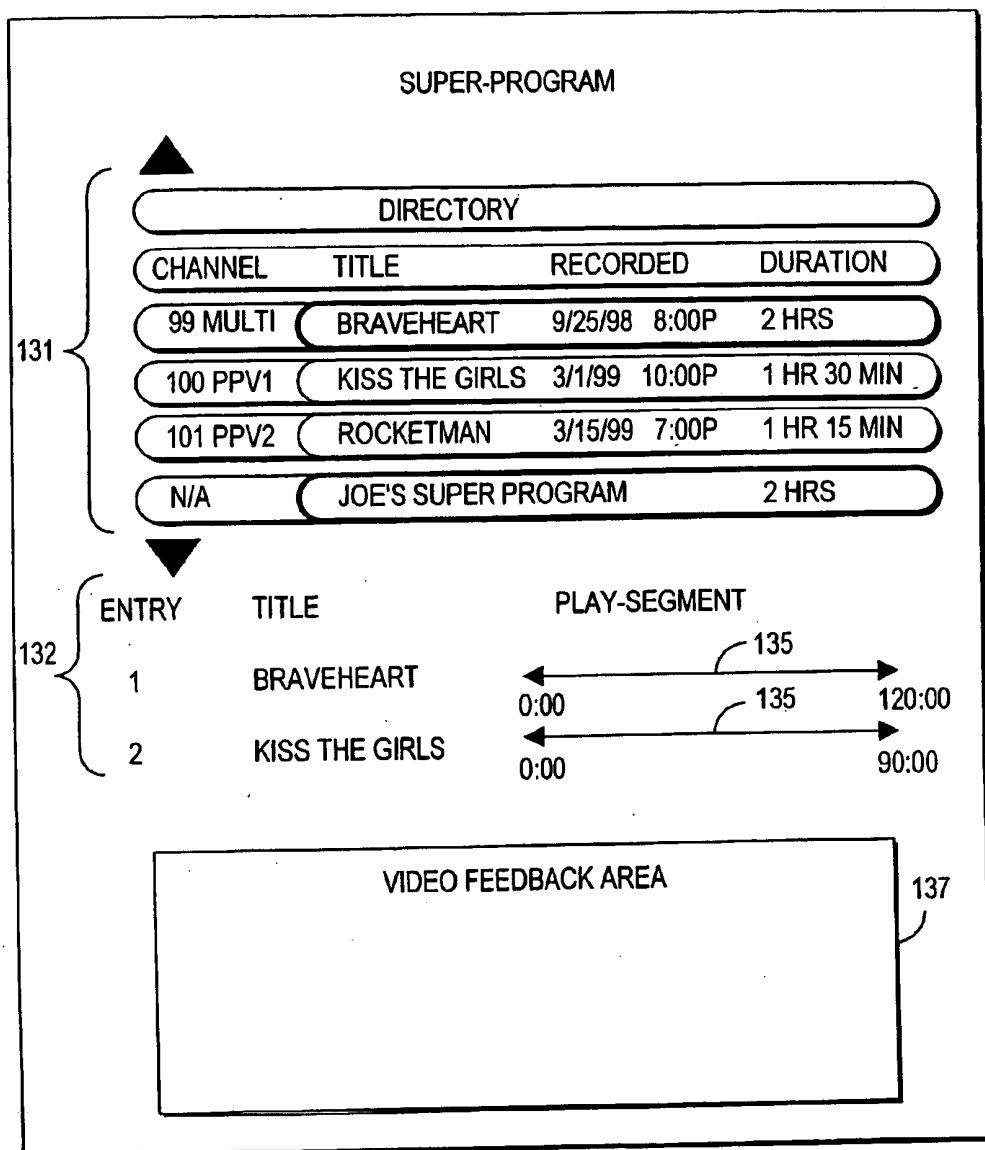 SUPER-PROGRAM
DIRECTORY
CHANNEL TITLE RECORDED DURATION
99 MULTI BRAVEHEART 9/25/98 8:00P 2 HRS
131
100 PPV1 KISS THE GIRLS 3/1/99 10:00P 1 HR 30 MIN
101 PPV2 ROCKETMAN 3/15/99 7:00P 1 HR 15 MIN
N/A JOE'S SUPER PROGRAM 2 HRS
ENTRY TITLE PLAY-SEGMENT
132
135
1 BRAVEHEART
0:00 135 120:00
2 KISS THE GIRLS
0:00 90:00
VIDEO FEEDBACK AREA
137